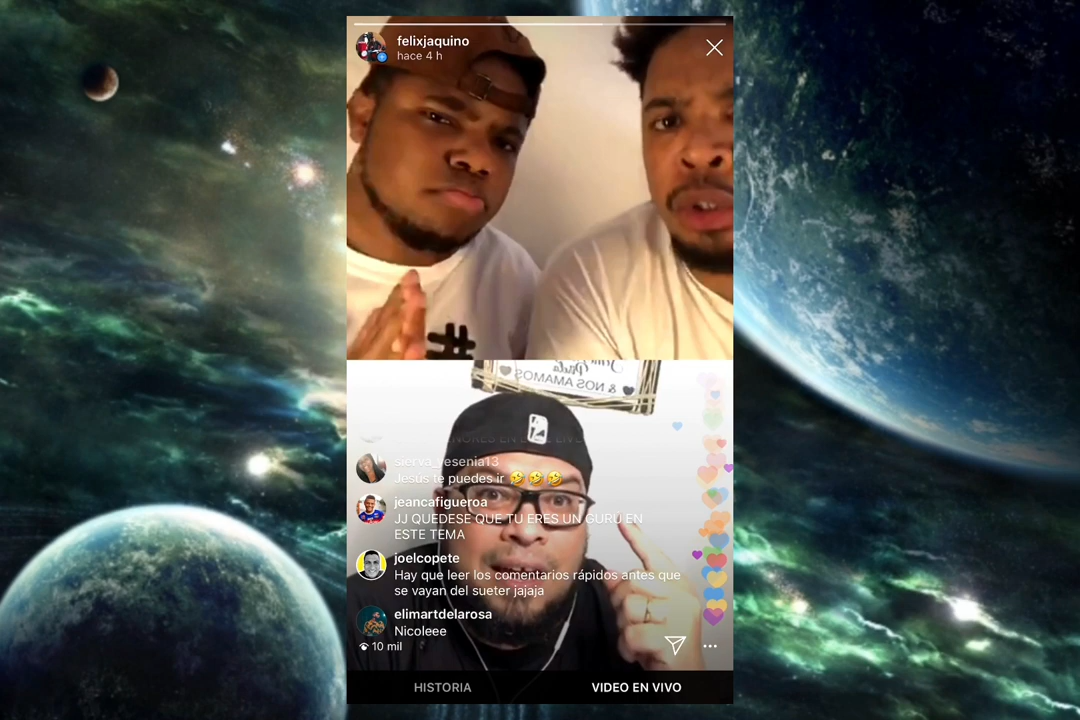 felixjaquino
hace 4 h
#
& NOS AMAMOS
sierva_yesenia13
Jesús te puedes ir 🤣🤣🤣
jeancafigueroa
JJ QUEDESE QUE TU ERES UN GURU EN
ESTE TEMA
joelcopete
Hay que leer los comentarios rápidos antes que
se vayan del sueter jajaja
elimartdelarosa
Nicoleee
10 mil
HISTORIA
VIDEO EN VIVO